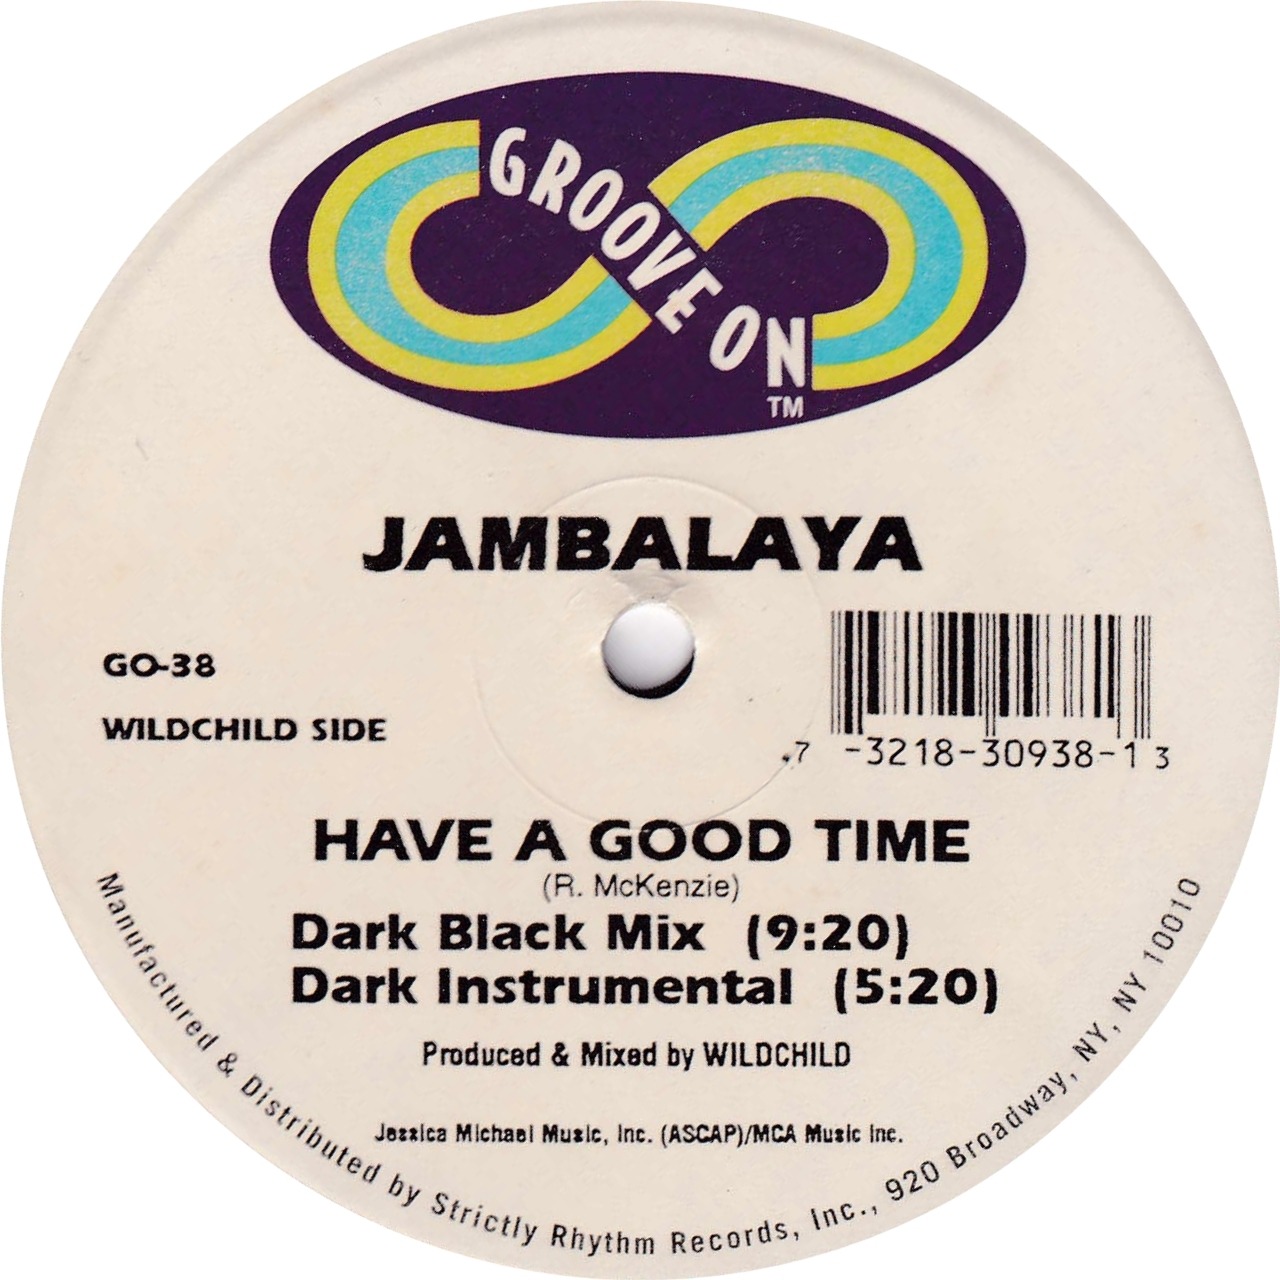 GROOVE ON
TM
JAMBALAYA
GO-38
WILDCHILD SIDE
7 -3218-30938-1 3
HAVE A GOOD TIME
(R. McKenzie)
Dark Black Mix (9:20)
Dark Instrumental (5:20)
Produced & Mixed by WILDCHILD
Jessica Michael Music, Inc. (ASCAP)/MCA Music Inc.
Manufactured & Distributed by Strictly Rhythm Records, Inc., 920 Broadway, NY, NY 10010